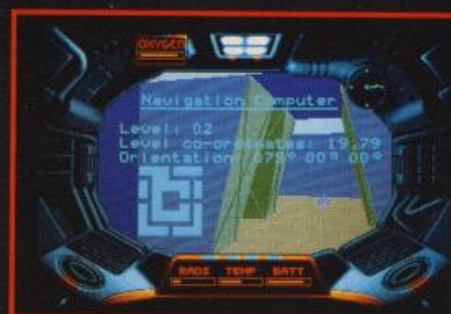 OXYGEN
Navigation Computer
Level: 02
Level co-ordinates: 19.79
Orientation: 079° 00° 00°
RADS TEMP BATT